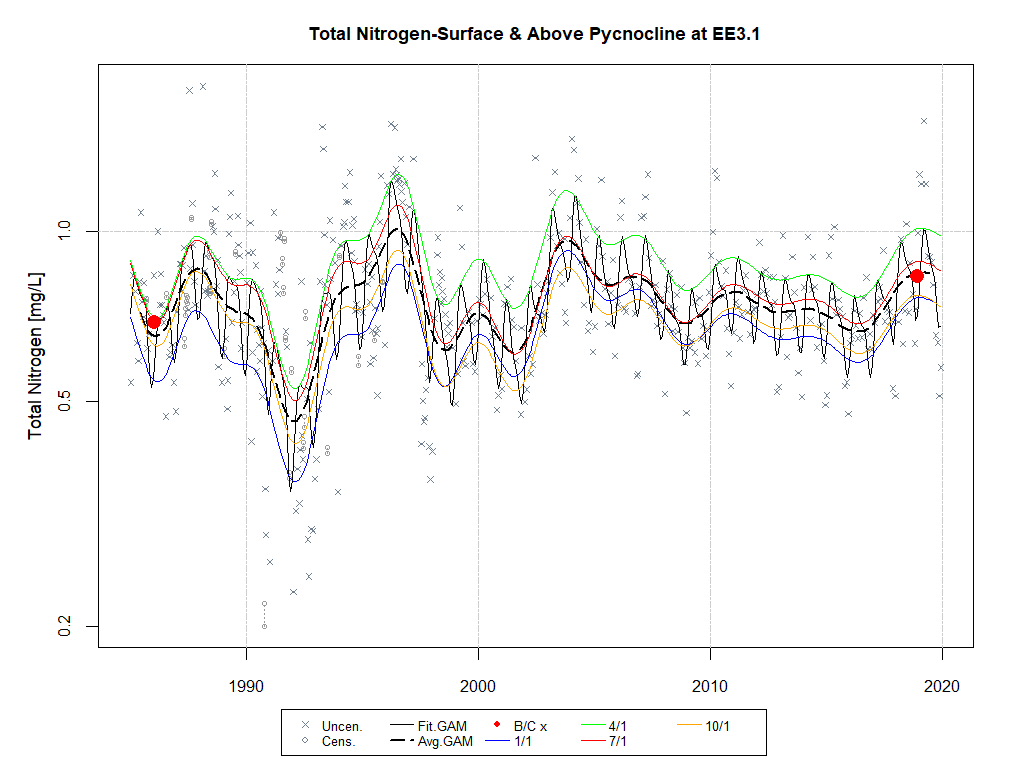 Total Nitrogen-Surface & Above Pycnocline at EE3.1
Total Nitrogen [mg/L]
1.0
0.5
0.2
1990 2000 2010 2020
Uncen. Fit.GAM B/C x 4/1 10/1
Cens. Avg.GAM 1/1 7/1